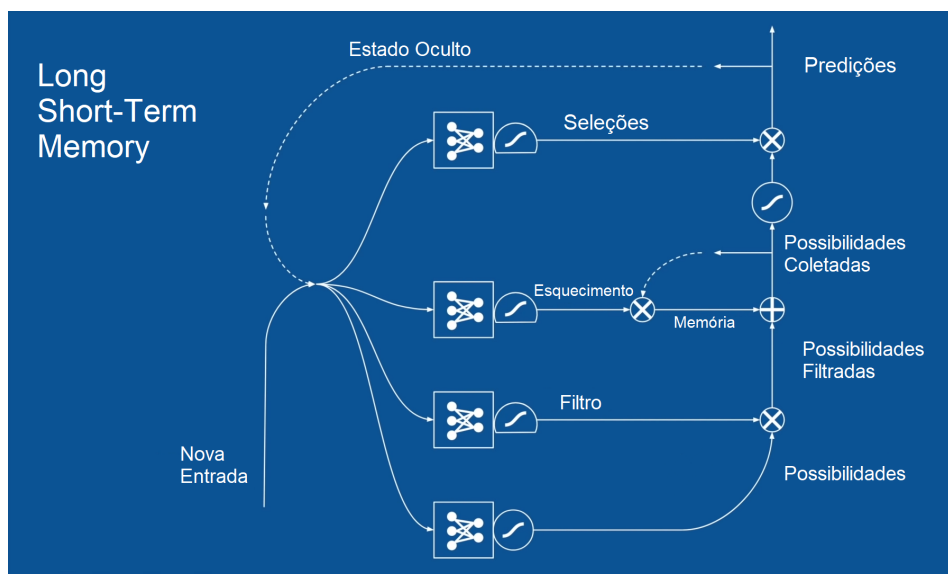 Long
Short-Term
Memory
Estado Oculto
Predições
Seleções
Possibilidades
Coletadas
Esquecimento
Memória
Possibilidades
Filtradas
Filtro
Nova
Entrada
Possibilidades